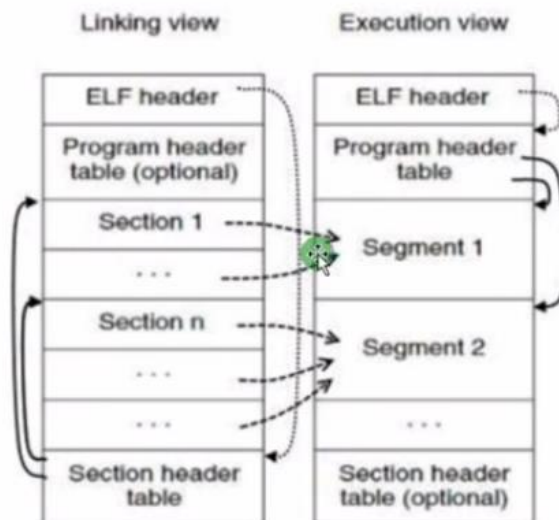 Linking view
ELF header
Program header
table (optional)
Section 1
. . .
Section n
. . .
. . .
Section header
table
Execution view
ELF header
Program header
table
Segment 1
Segment 2
. . .
Section header
table (optional)